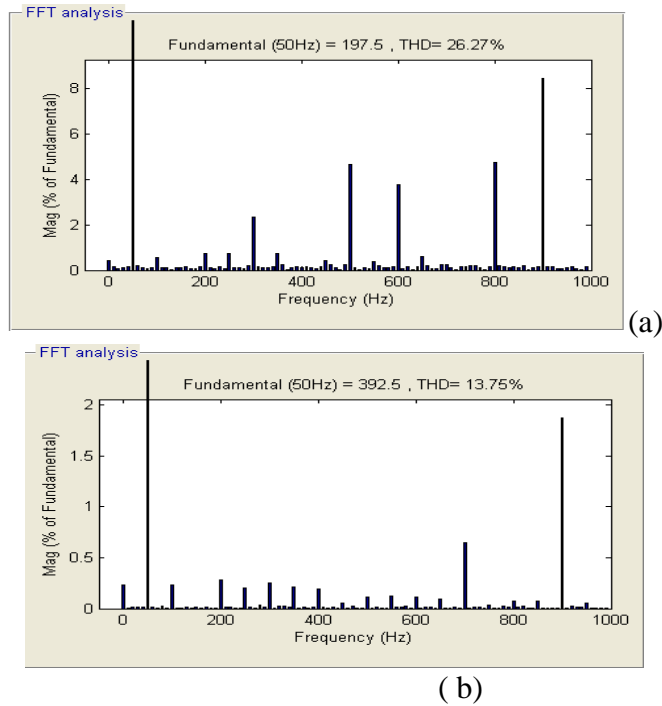 FFT analysis
Fundamental (50Hz) = 197.5 , THD= 26.27%
Mag (% of Fundamental)
8
6
4
2
0
0 200 400 600 800 1000
Frequency (Hz)
(a)
FFT analysis
Fundamental (50Hz) = 392.5 , THD= 13.75%
Mag (% of Fundamental)
2
1.5
1
0.5
0
0 200 400 600 800 1000
Frequency (Hz)
( b)